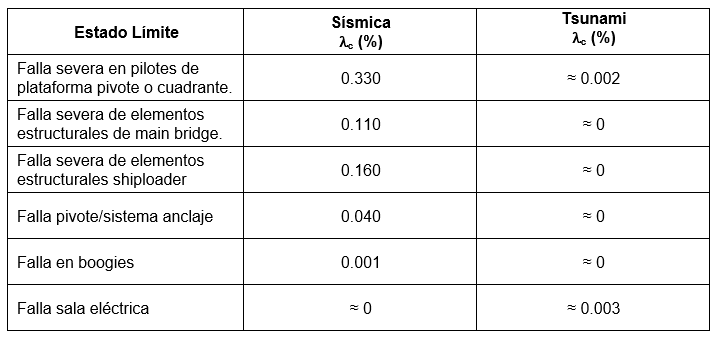 Estado Límite
Sísmica
λc (%)
Tsunami
λc (%)
Falla severa en pilotes de
plataforma pivote o cuadrante.
0.330
≈ 0.002
Falla severa de elementos
estructurales de main bridge.
0.110
≈ 0
Falla severa de elementos
estructurales shiploader
0.160
≈ 0
Falla pivote/sistema anclaje
0.040
≈ 0
Falla en boogies
0.001
≈ 0
Falla sala eléctrica
≈ 0
≈ 0.003